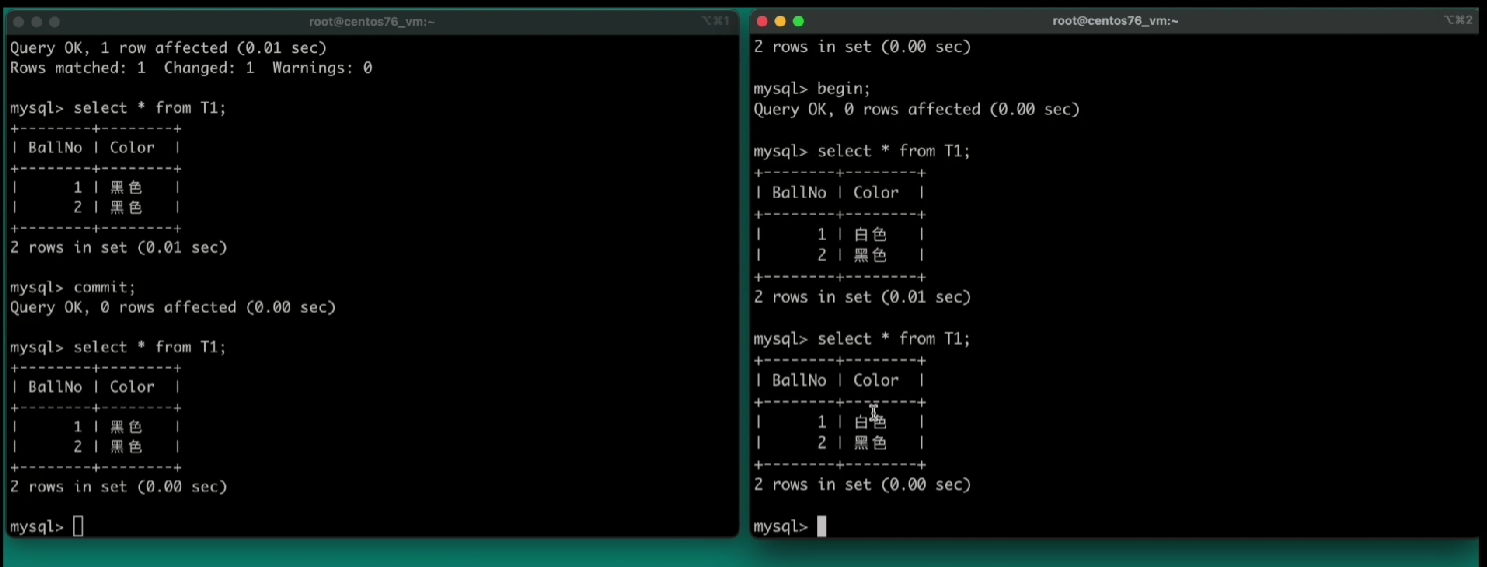 root@centos76_vm:~
⌥⌘1
Query OK, 1 row affected (0.01 sec)
Rows matched: 1  Changed: 1  Warnings: 0
mysql> select * from T1;
+--------+--------+
| BallNo | Color  |
+--------+--------+
|      1 | 黑色   |
|      2 | 黑色   |
+--------+--------+
2 rows in set (0.01 sec)
mysql> commit;
Query OK, 0 rows affected (0.00 sec)
mysql> select * from T1;
+--------+--------+
| BallNo | Color  |
+--------+--------+
|      1 | 黑色   |
|      2 | 黑色   |
+--------+--------+
2 rows in set (0.00 sec)
mysql>
root@centos76_vm:~
⌥⌘2
2 rows in set (0.00 sec)
mysql> begin;
Query OK, 0 rows affected (0.00 sec)
mysql> select * from T1;
+--------+--------+
| BallNo | Color  |
+--------+--------+
|      1 | 白色   |
|      2 | 黑色   |
+--------+--------+
2 rows in set (0.01 sec)
mysql> select * from T1;
+--------+--------+
| BallNo | Color  |
+--------+--------+
|      1 | 白色   |
|      2 | 黑色   |
+--------+--------+
2 rows in set (0.00 sec)
mysql>